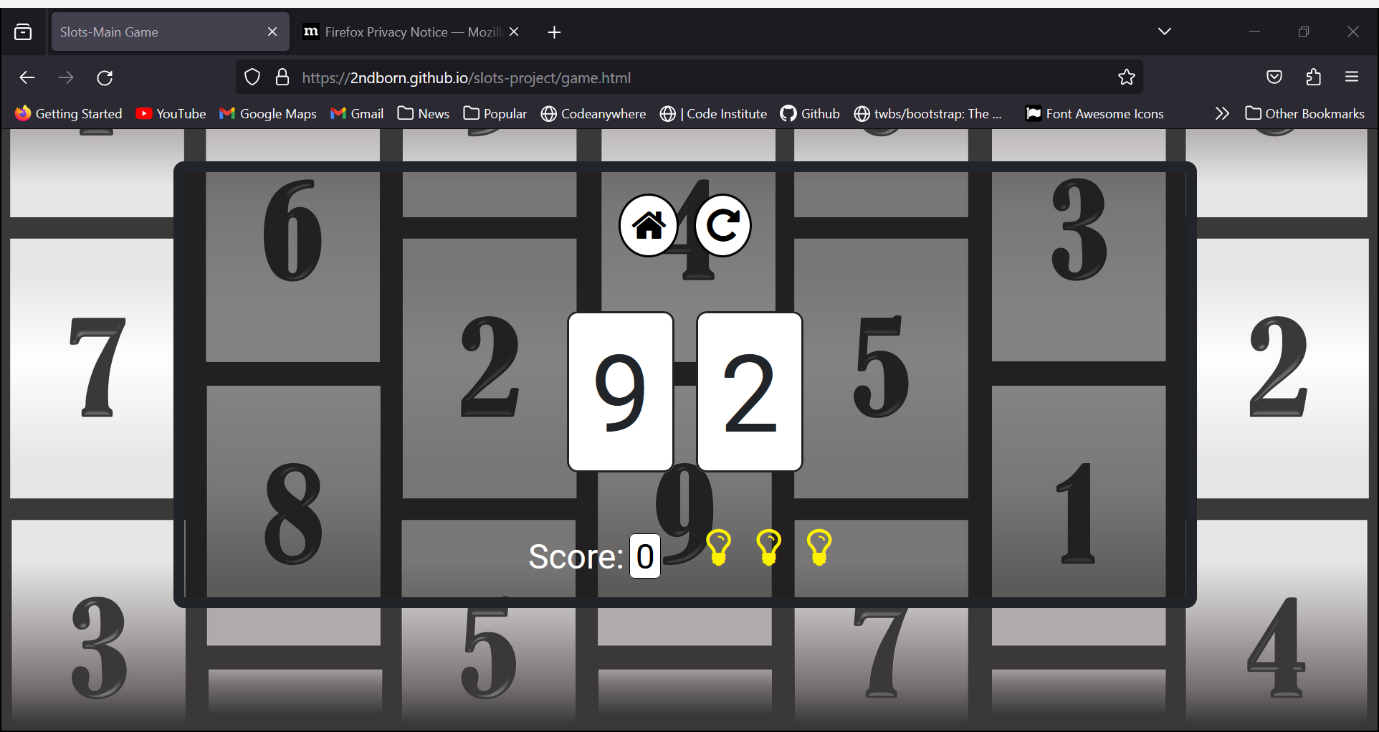 Slots-Main Game
m Firefox Privacy Notice — Mozill
https://2ndborn.github.io/slots-project/game.html
Getting Started YouTube Google Maps Gmail News Popular Codeanywhere | Code Institute Github twbs/bootstrap: The ... Font Awesome Icons Other Bookmarks
6 4 3
7 2 9 2 5 2
8 9 1
Score: 0
3 5 7 4